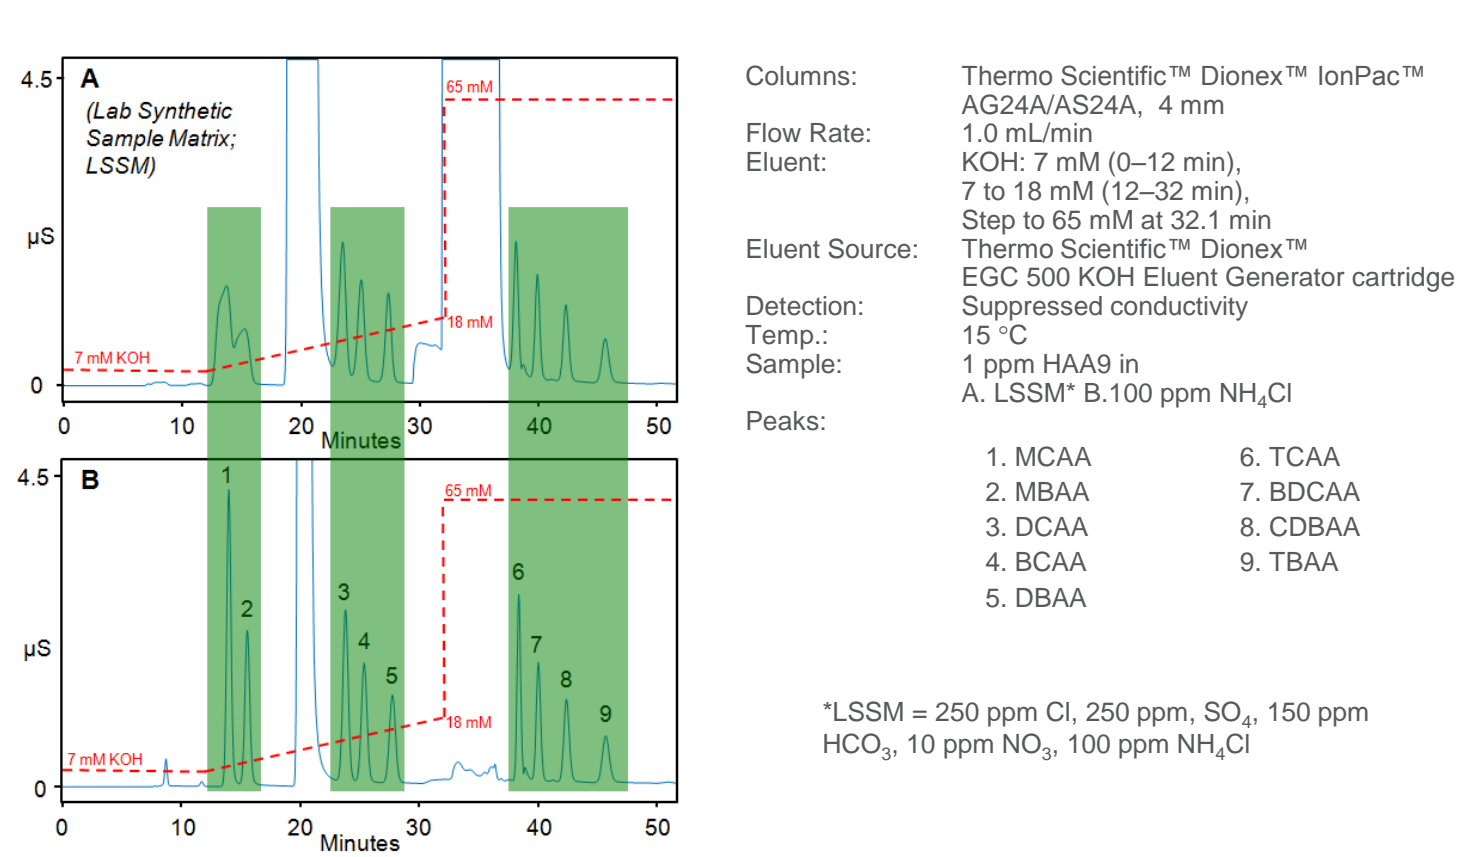 4.5
A
(Lab Synthetic
Sample Matrix;
LSSM)
65 mM
µS
18 mM
7 mM KOH
0
0 10 20 30 40 50
Minutes
4.5
B
1
65 mM
6
2
3
7
4
µS
5
8
9
18 mM
7 mM KOH
0
0 10 20 30 40 50
Minutes
Columns: Thermo Scientific™ Dionex™ IonPac™
AG24A/AS24A, 4 mm
Flow Rate: 1.0 mL/min
Eluent: KOH: 7 mM (0–12 min),
7 to 18 mM (12–32 min),
Step to 65 mM at 32.1 min
Eluent Source: Thermo Scientific™ Dionex™
EGC 500 KOH Eluent Generator cartridge
Detection: Suppressed conductivity
Temp.: 15 °C
Sample: 1 ppm HAA9 in
A. LSSM* B.100 ppm NH₄Cl
Peaks:
1. MCAA 6. TCAA
2. MBAA 7. BDCAA
3. DCAA 8. CDBAA
4. BCAA 9. TBAA
5. DBAA
*LSSM = 250 ppm Cl, 250 ppm, SO₄, 150 ppm
HCO₃, 10 ppm NO₃, 100 ppm NH₄Cl